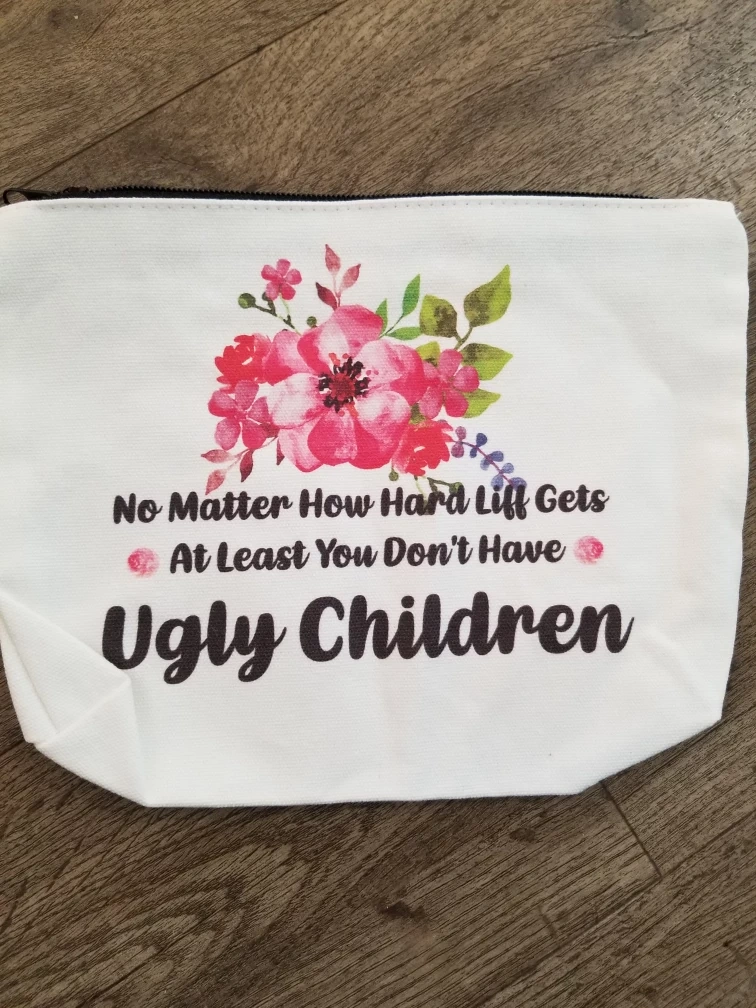 No Matter How Hard Liff Gets
At Least You Don't Have
Ugly Children